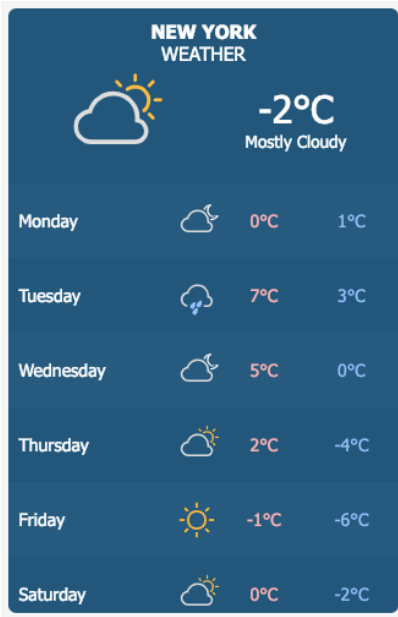 NEW YORK
WEATHER
-2°C
Mostly Cloudy
Monday 0°C 1°C
Tuesday 7°C 3°C
Wednesday 5°C 0°C
Thursday 2°C -4°C
Friday -1°C -6°C
Saturday 0°C -2°C